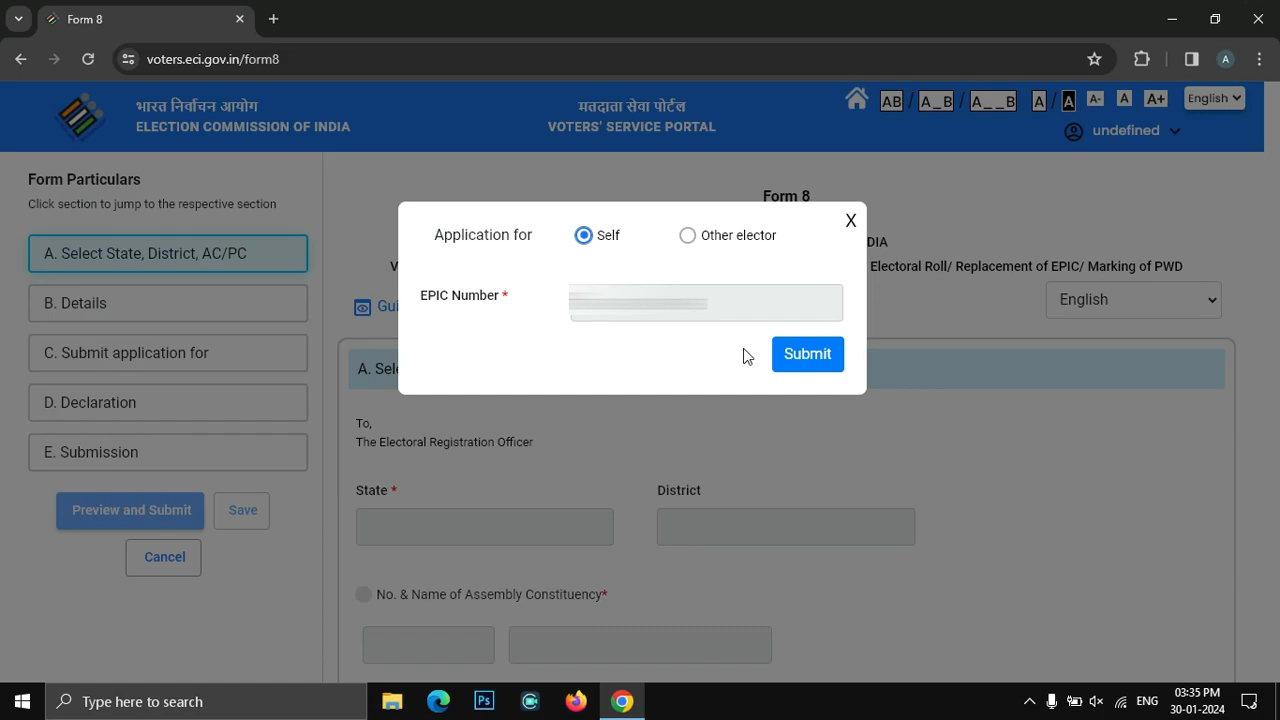 Form 8
voters.eci.gov.in/form8
A
भारत निर्वाचन आयोग
ELECTION COMMISSION OF INDIA
मतदाता सेवा पोर्टल
VOTERS' SERVICE PORTAL
AB / A_B / A__B A / A A- A A+ English
undefined
Form Particulars
Click section to jump to the respective section
A. Select State, District, AC/PC
B. Details
C. Submit application for
D. Declaration
E. Submission
Preview and Submit
Save
Cancel
Form 8
DIA
V
Electoral Roll/ Replacement of EPIC/ Marking of PWD
Gui
English
Application for
Self
Other elector
X
EPIC Number *
Submit
A. Sele
To,
The Electoral Registration Officer
State *
District
No. & Name of Assembly Constituency*
Type here to search
Ps
ENG
03:35 PM
30-01-2024